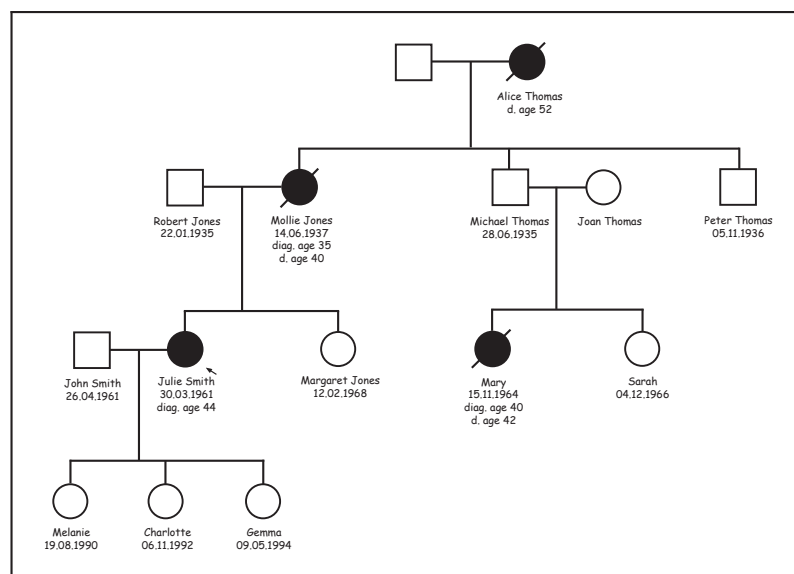 Alice Thomas
d. age 52
Robert Jones
22.01.1935
Mollie Jones
14.06.1937
diag. age 35
d. age 40
Michael Thomas
28.06.1935
Joan Thomas
Peter Thomas
05.11.1936
John Smith
26.04.1961
Julie Smith
30.03.1961
diag. age 44
Margaret Jones
12.02.1968
Mary
15.11.1964
diag. age 40
d. age 42
Sarah
04.12.1966
Melanie
19.08.1990
Charlotte
06.11.1992
Gemma
09.05.1994